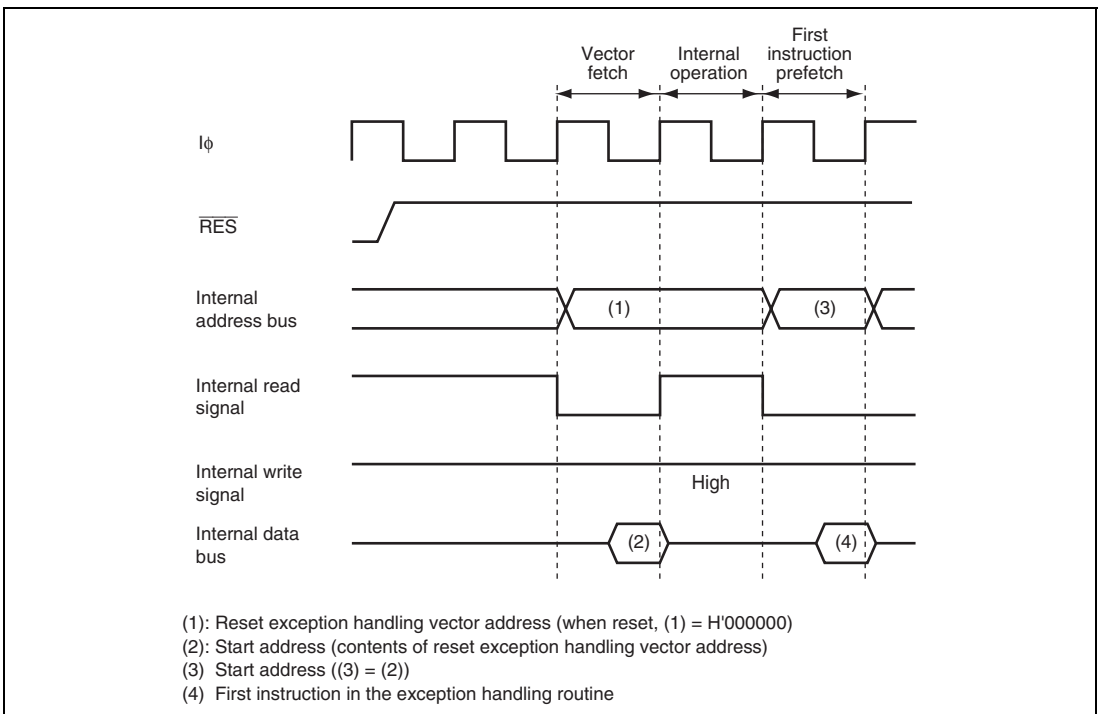 Vector
fetch
Internal
operation
First
instruction
prefetch
Iϕ
R̅E̅S̅
Internal
address bus
(1)
(3)
Internal read
signal
Internal write
signal
High
Internal data
bus
(2)
(4)
(1): Reset exception handling vector address (when reset, (1) = H'000000)
(2): Start address (contents of reset exception handling vector address)
(3) Start address ((3) = (2))
(4) First instruction in the exception handling routine